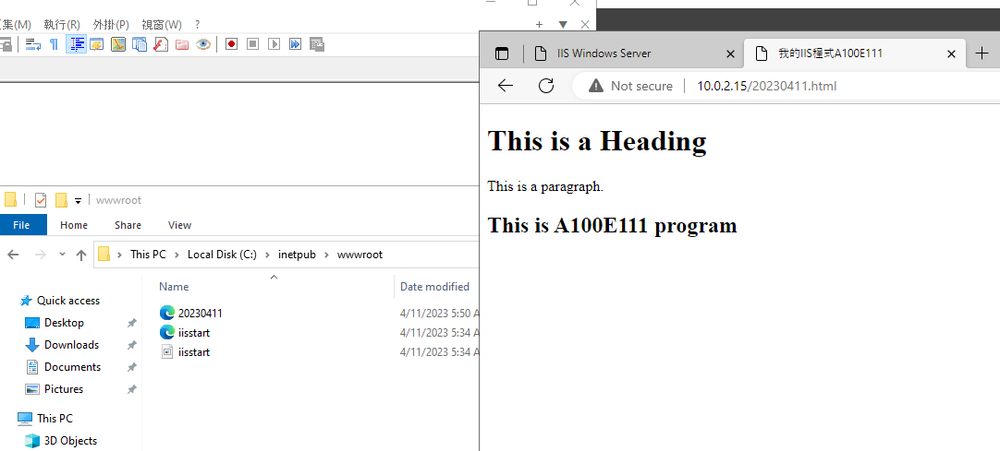 集(M) 執行(R) 外掛(P) 視窗(W) ?
wwwroot
File Home Share View
This PC Local Disk (C:) inetpub wwwroot
Name Date modified
Quick access
Desktop
Downloads
Documents
Pictures
This PC
3D Objects
20230411 4/11/2023 5:50 A
iisstart 4/11/2023 5:34 A
iisstart 4/11/2023 5:34 A
IIS Windows Server 我的IIS程式A100E111
Not secure 10.0.2.15/20230411.html
This is a Heading
This is a paragraph.
This is A100E111 program